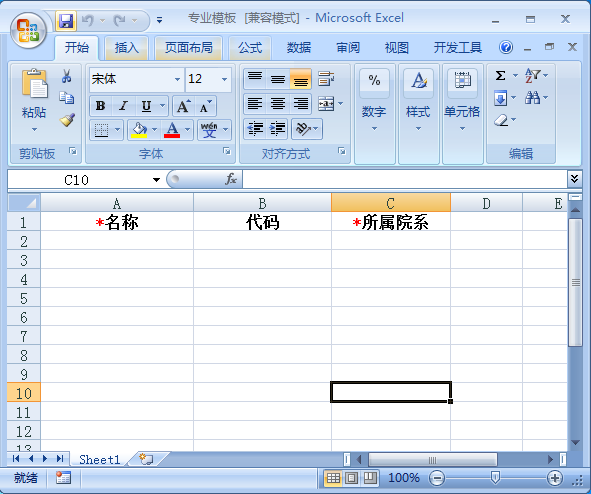 专业模板 [兼容模式] - Microsoft Excel
开始 插入 页面布局 公式 数据 审阅 视图 开发工具
粘贴
宋体 12
B I U A A
A wén 文
% 数字
A 样式
单元格
Σ A Z
剪贴板 字体 对齐方式 编辑
C10 fx
A B C D E
1 *名称 代码 *所属院系
2
3
4
5
6
7
8
9
10
11
12
13
Sheet1
就绪 100%